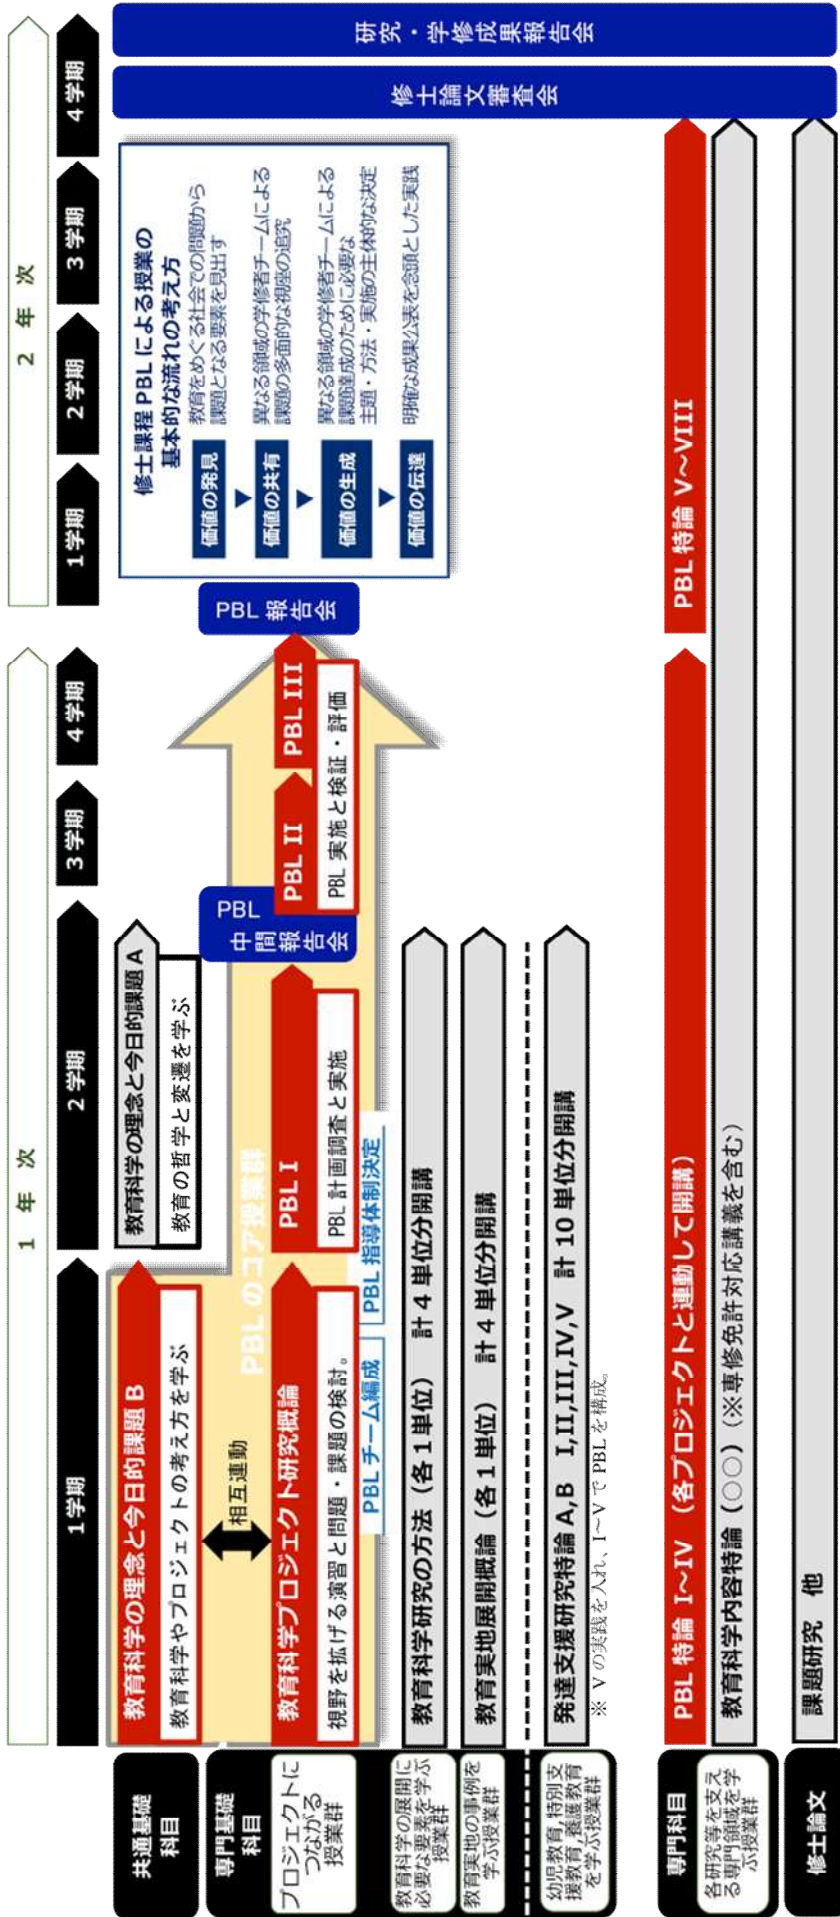 1 年 次
2 年 次
1学期
2 学期
3 学期
4 学期
1学期
2 学期
3 学期
4 学期
共通基礎
科目
教育科学の理念と今日的課題 B
教育科学やプロジェクトの考え方を学ぶ
教育科学の理念と今日的課題 A
教育の哲学と変遷を学ぶ
相互連動
PBL のコア授業群
専門基礎
科目
プロジェクトに
つながる
授業群
教育科学プロジェクト研究概論
視野を拡げる演習と問題・課題の検討。
PBL チーム編成
PBL 指導体制決定
PBL I
PBL 計画調査と実施
PBL
中間報告会
PBL II
PBL III
PBL 実施と検証・評価
PBL 報告会
修士課程 PBL による授業の
基本的な流れの考え方
価値の発見
教育をめぐる社会での問題から
課題となる要素を見出す
価値の共有
異なる領域の学修者チームによる
課題の多面的な視座の追究
価値の生成
異なる領域の学修者チームによる
課題達成のために必要な
主題・方法・実施の主体的な決定
価値の伝達
明確な成果公表を念頭とした実践
修士論文審査会
研究・学修成果報告会
教育科学の展開に
必要な要素を学ぶ
授業群
教育科学研究の方法（各１単位） 計 4 単位分開講
教育実地の事例を
学ぶ授業群
教育実地展開概論（各１単位） 計 4 単位分開講
幼児教育,特別支
援教育,養護教育
を学ぶ授業群
発達支援研究特論 A,B I,II,III,IV,V 計 10 単位分開講
※ V の実践を入れ、I～V で PBL を構成。
専門科目
各研究等を支え
る専門領域を学
ぶ授業群
PBL 特論 I～IV （各プロジェクトと連動して開講）
PBL 特論 V～VIII
教育科学内容特論（○○）（※専修免許対応講義を含む）
修士論文
課題研究 他